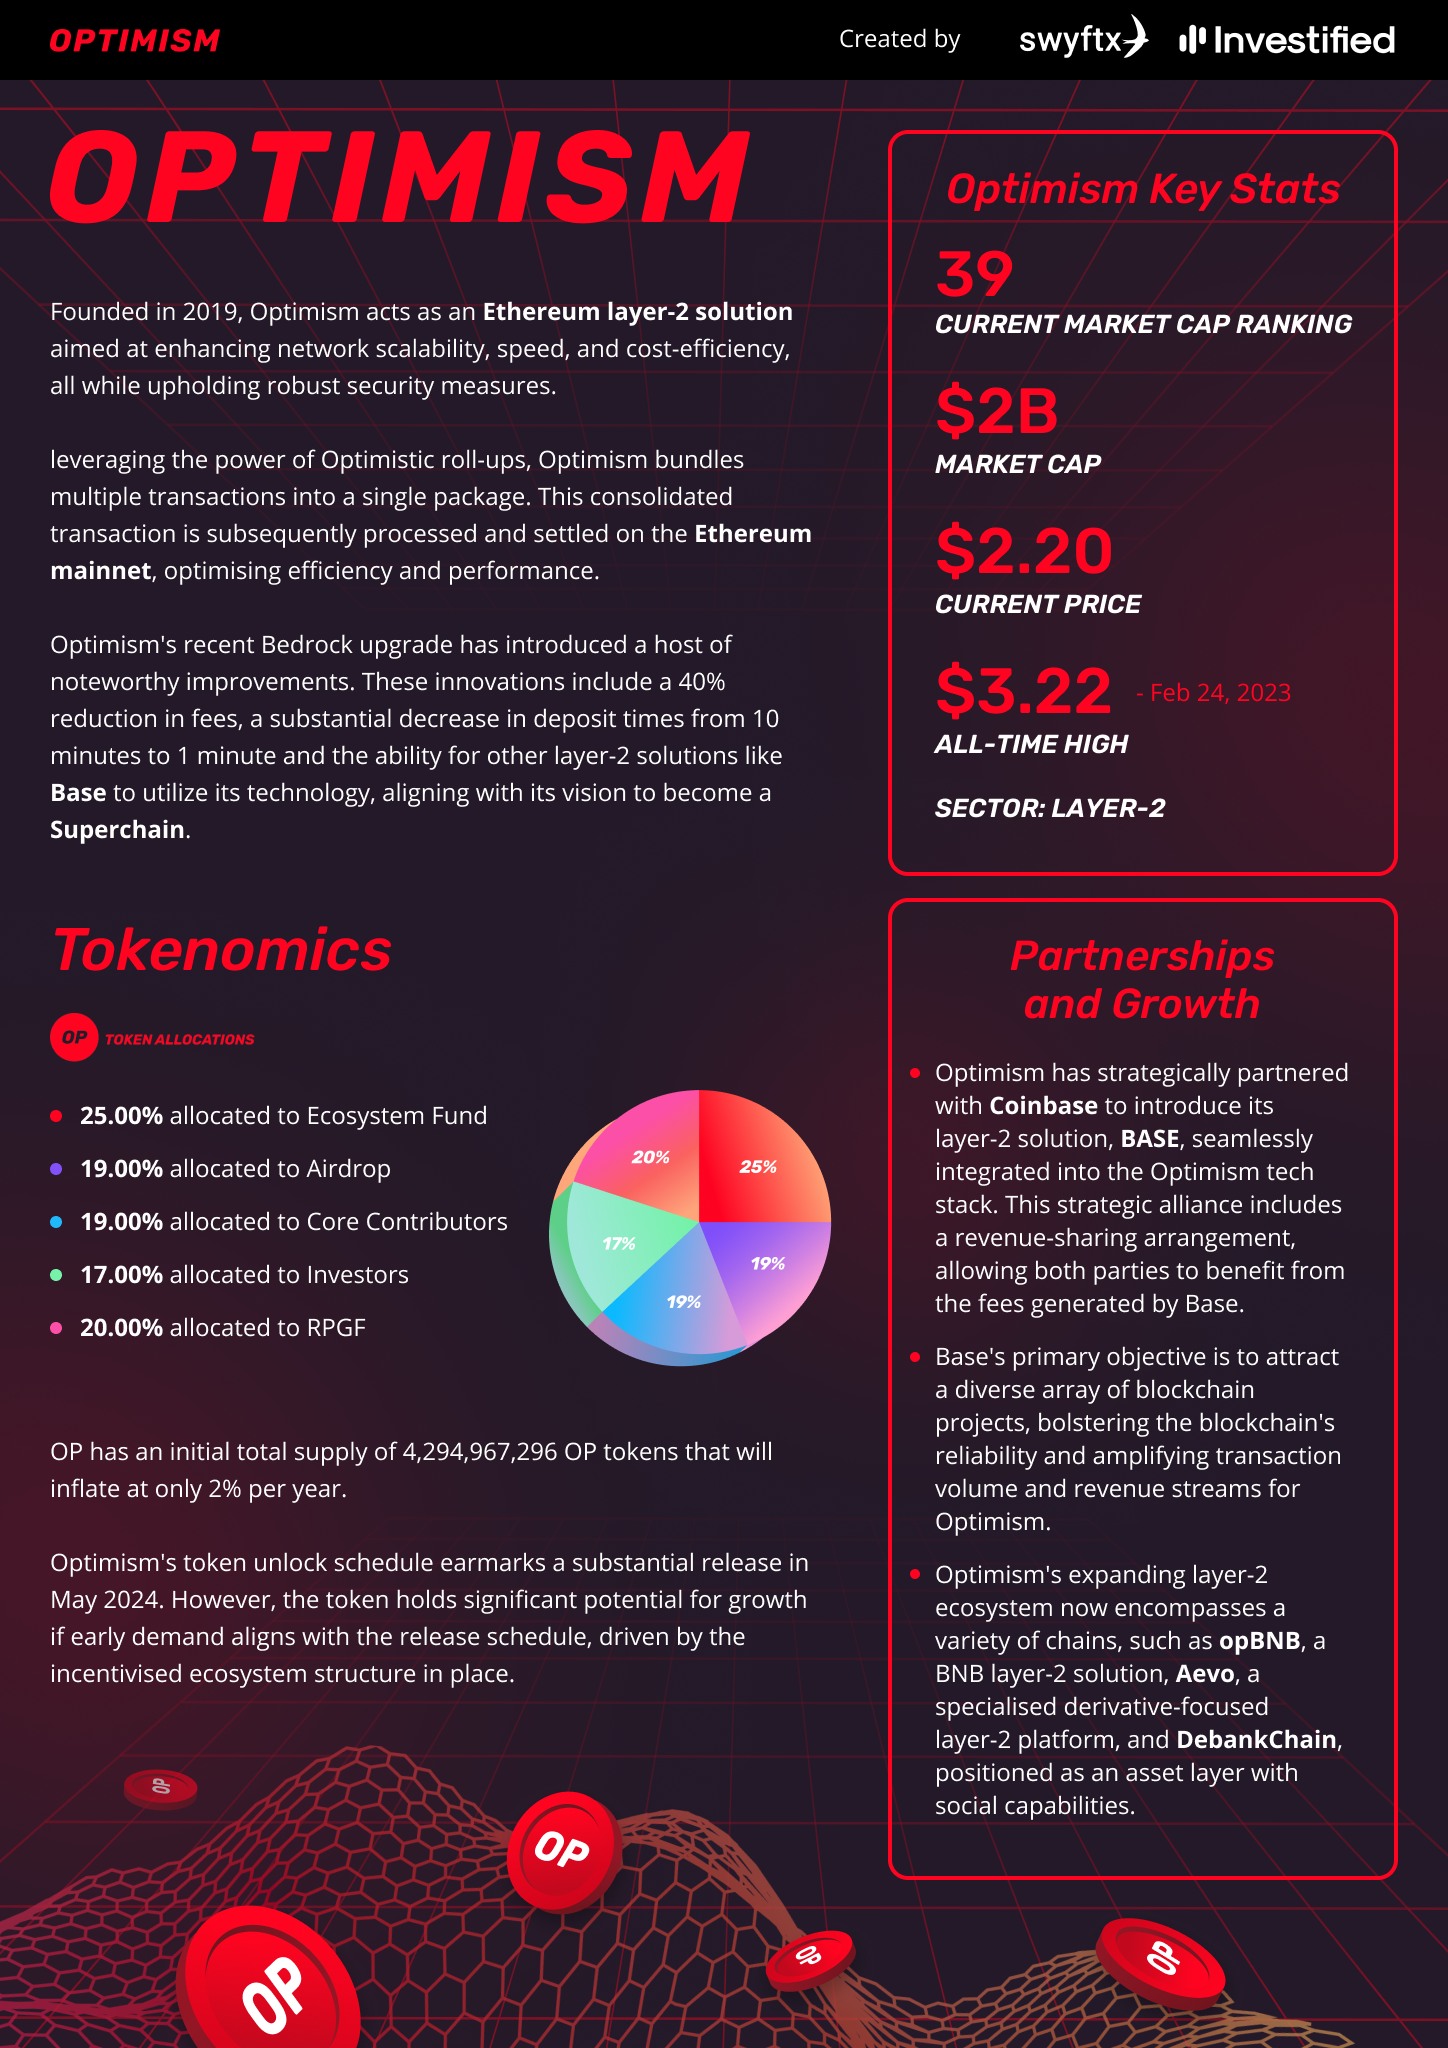 OPTIMISM
Created by
swyftx
Investified
OPTIMISM
Founded in 2019, Optimism acts as an Ethereum layer-2 solution
aimed at enhancing network scalability, speed, and cost-efficiency,
all while upholding robust security measures.
leveraging the power of Optimistic roll-ups, Optimism bundles
multiple transactions into a single package. This consolidated
transaction is subsequently processed and settled on the Ethereum
mainnet, optimising efficiency and performance.
Optimism's recent Bedrock upgrade has introduced a host of
noteworthy improvements. These innovations include a 40%
reduction in fees, a substantial decrease in deposit times from 10
minutes to 1 minute and the ability for other layer-2 solutions like
Base to utilize its technology, aligning with its vision to become a
Superchain.
Optimism Key Stats
39
CURRENT MARKET CAP RANKING
$2B
MARKET CAP
$2.20
CURRENT PRICE
$3.22 - Feb 24, 2023
ALL-TIME HIGH
SECTOR: LAYER-2
Tokenomics
OP TOKEN ALLOCATIONS
25.00% allocated to Ecosystem Fund
19.00% allocated to Airdrop
19.00% allocated to Core Contributors
17.00% allocated to Investors
20.00% allocated to RPGF
20%
25%
17%
19%
19%
OP has an initial total supply of 4,294,967,296 OP tokens that will
inflate at only 2% per year.
Optimism's token unlock schedule earmarks a substantial release in
May 2024. However, the token holds significant potential for growth
if early demand aligns with the release schedule, driven by the
incentivised ecosystem structure in place.
Partnerships
and Growth
Optimism has strategically partnered
with Coinbase to introduce its
layer-2 solution, BASE, seamlessly
integrated into the Optimism tech
stack. This strategic alliance includes
a revenue-sharing arrangement,
allowing both parties to benefit from
the fees generated by Base.
Base's primary objective is to attract
a diverse array of blockchain
projects, bolstering the blockchain's
reliability and amplifying transaction
volume and revenue streams for
Optimism.
Optimism's expanding layer-2
ecosystem now encompasses a
variety of chains, such as opBNB, a
BNB layer-2 solution, Aevo, a
specialised derivative-focused
layer-2 platform, and DebankChain,
positioned as an asset layer with
social capabilities.
OP
OP
OP
OP
OP